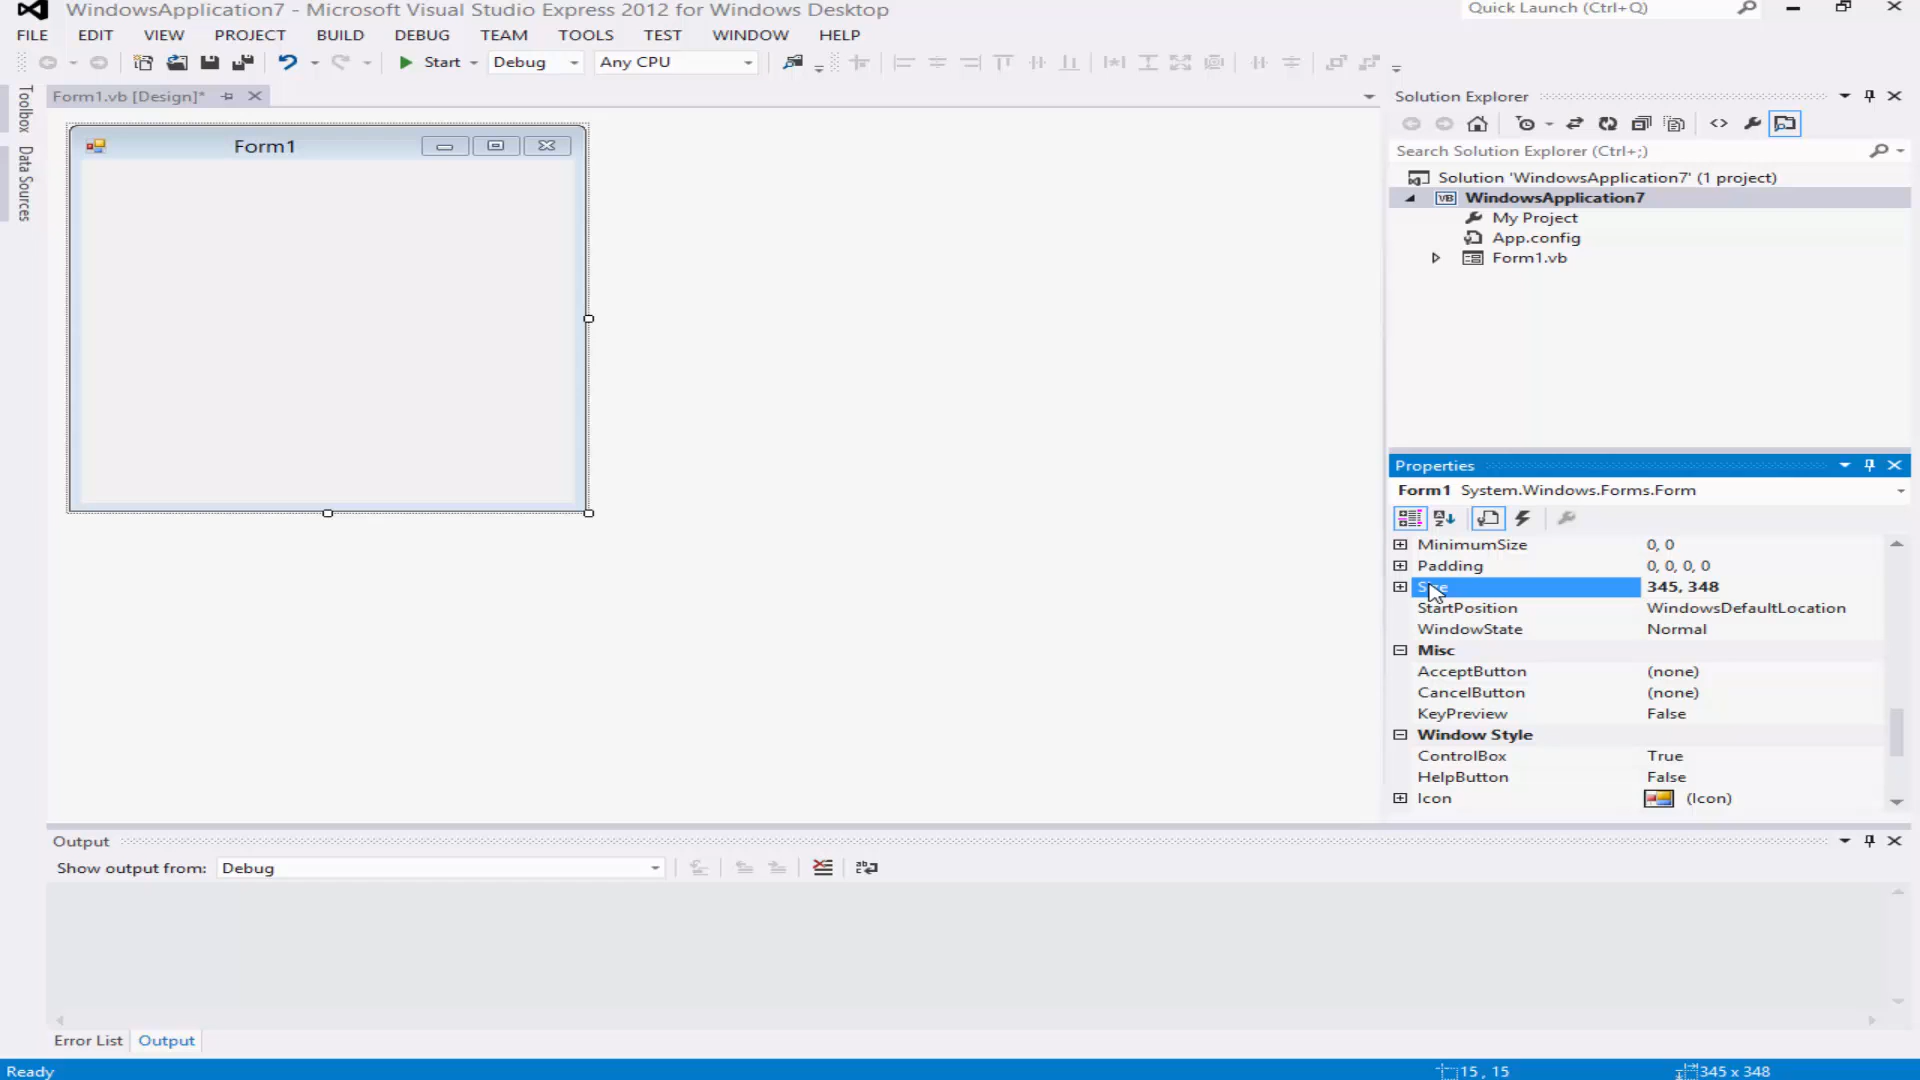 WindowsApplication7 - Microsoft Visual Studio Express 2012 for Windows Desktop
Quick Launch (Ctrl+Q)
FILE EDIT VIEW PROJECT BUILD DEBUG TEAM TOOLS TEST WINDOW HELP
Start Debug Any CPU
Toolbox
Data Sources
Form1.vb [Design]*
Form1
Solution Explorer
Search Solution Explorer (Ctrl+;)
Solution 'WindowsApplication7' (1 project)
VB WindowsApplication7
My Project
App.config
Form1.vb
Properties
Form1 System.Windows.Forms.Form
MinimumSize 0, 0
Padding 0, 0, 0, 0
Size 345, 348
StartPosition WindowsDefaultLocation
WindowState Normal
Misc
AcceptButton (none)
CancelButton (none)
KeyPreview False
Window Style
ControlBox True
HelpButton False
Icon (Icon)
Output
Show output from: Debug
Error List Output
Ready 15 , 15 345 x 348